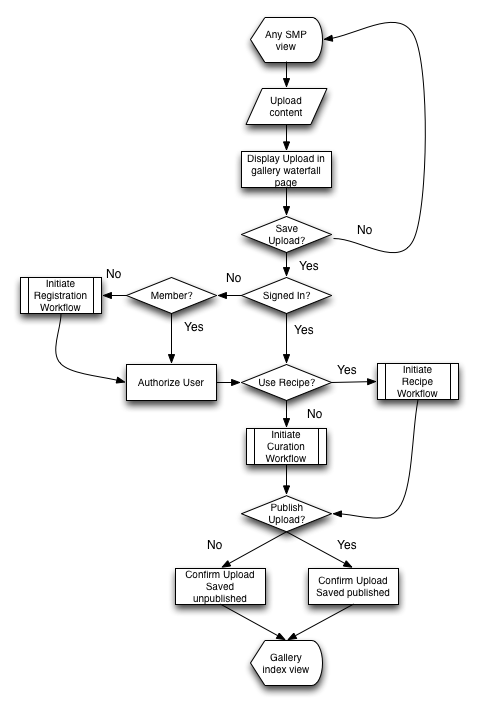 Any SMP
view
Upload
content
Display Upload in
gallery waterfall
page
Save
Upload?
No
Yes
Signed In?
No
Member?
No
Initiate
Registration
Workflow
Yes
Yes
Authorize User
Use Recipe?
Yes
Initiate
Recipe
Workflow
No
Initiate
Curation
Workflow
Publish
Upload?
No
Yes
Confirm Upload
Saved
unpublished
Confirm Upload
Saved published
Gallery
index view